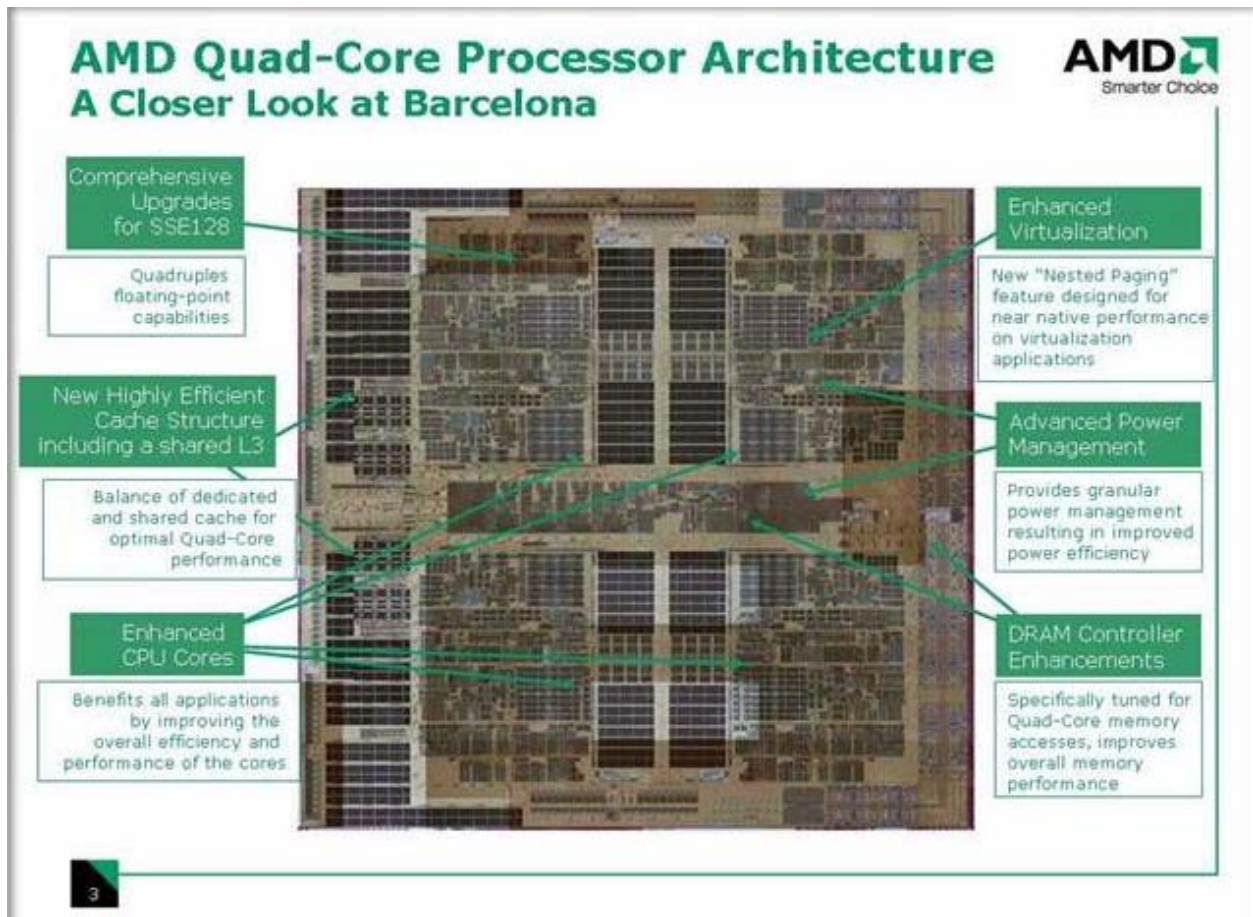 AMD Quad-Core Processor Architecture
A Closer Look at Barcelona
AMD
Smarter Choice
Comprehensive
Upgrades
for SSE128
Quadruples
floating-point
capabilities
New Highly Efficient
Cache Structure
including a shared L3
Balance of dedicated
and shared cache for
optimal Quad-Core
performance
Enhanced
CPU Cores
Benefits all applications
by improving the
overall efficiency and
performance of the cores
Enhanced
Virtualization
New "Nested Paging"
feature designed for
near native performance
on virtualization
applications
Advanced Power
Management
Provides granular
power management
resulting in improved
power efficiency
DRAM Controller
Enhancements
Specifically tuned for
Quad-Core memory
accesses, improves
overall memory
performance
3